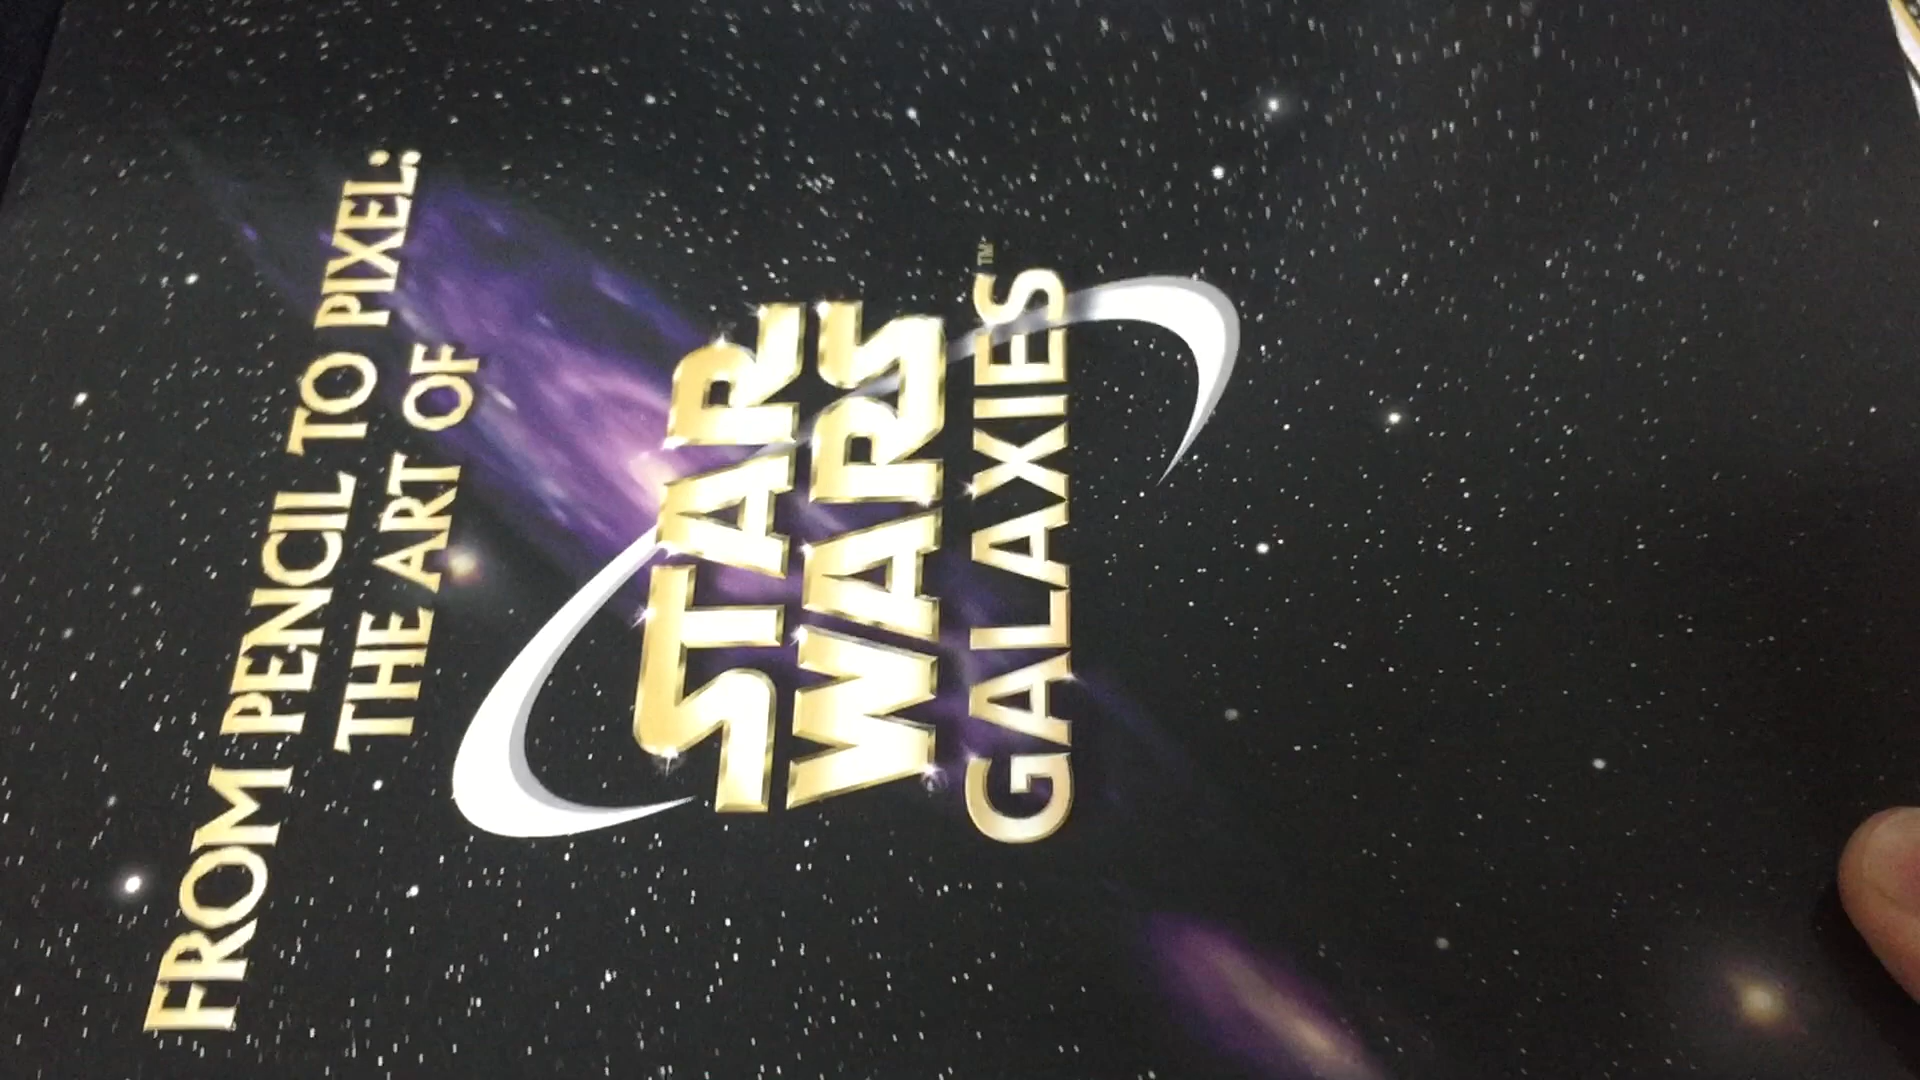 FROM PENCIL TO PIXEL:
THE ART OF
STAR
WARS
GALAXIES™